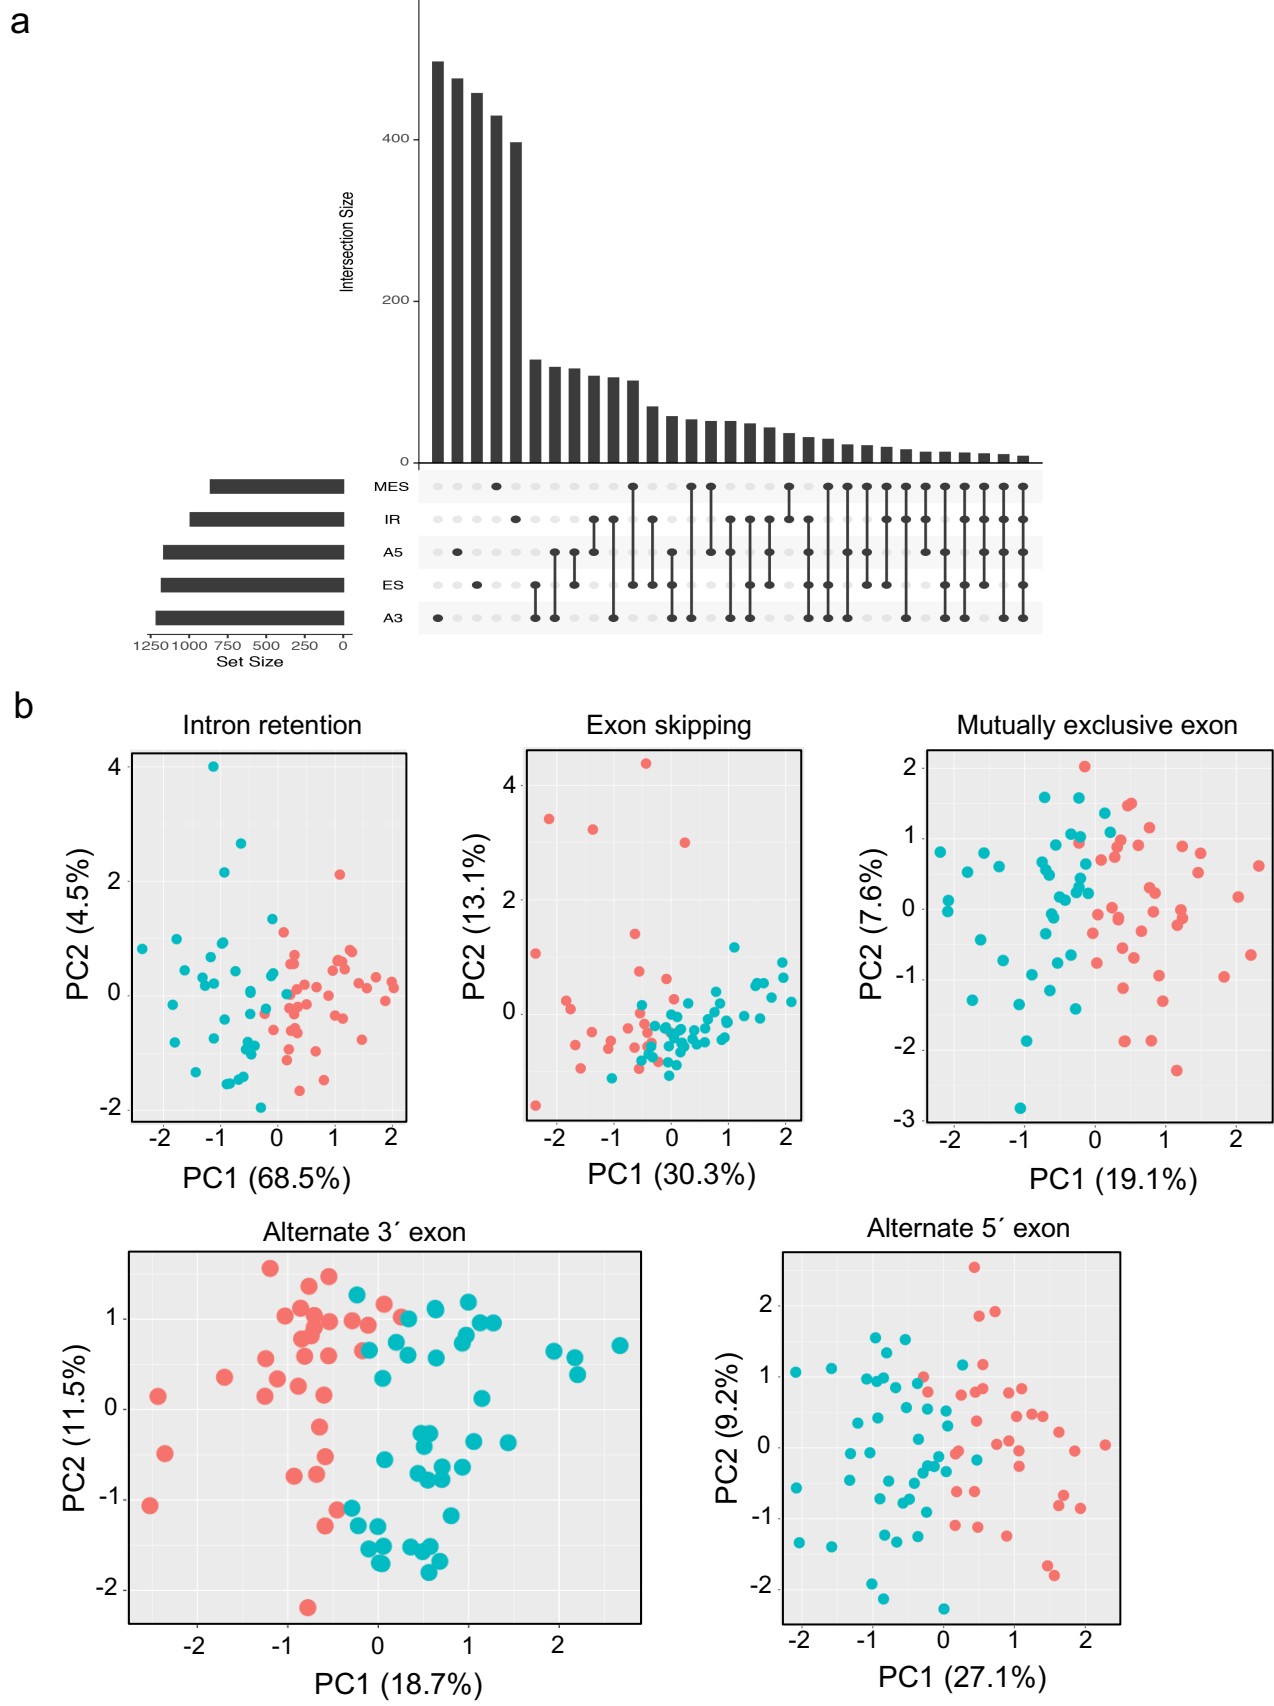 a
400
Intersection Size
200
0
MES
IR
A5
ES
A3
1250 1000 750 500 250 0
Set Size
b
Intron retention
Exon skipping
Mutually exclusive exon
4
2
0
-2
PC2 (4.5%)
-2 -1 0 1 2
PC1 (68.5%)
4
2
0
PC2 (13.1%)
-2 -1 0 1 2
PC1 (30.3%)
2
1
0
-1
-2
-3
PC2 (7.6%)
-2 -1 0 1 2
PC1 (19.1%)
Alternate 3´ exon
Alternate 5´ exon
1
0
-1
-2
PC2 (11.5%)
-2 -1 0 1 2
PC1 (18.7%)
2
1
0
-1
-2
PC2 (9.2%)
-2 -1 0 1 2
PC1 (27.1%)